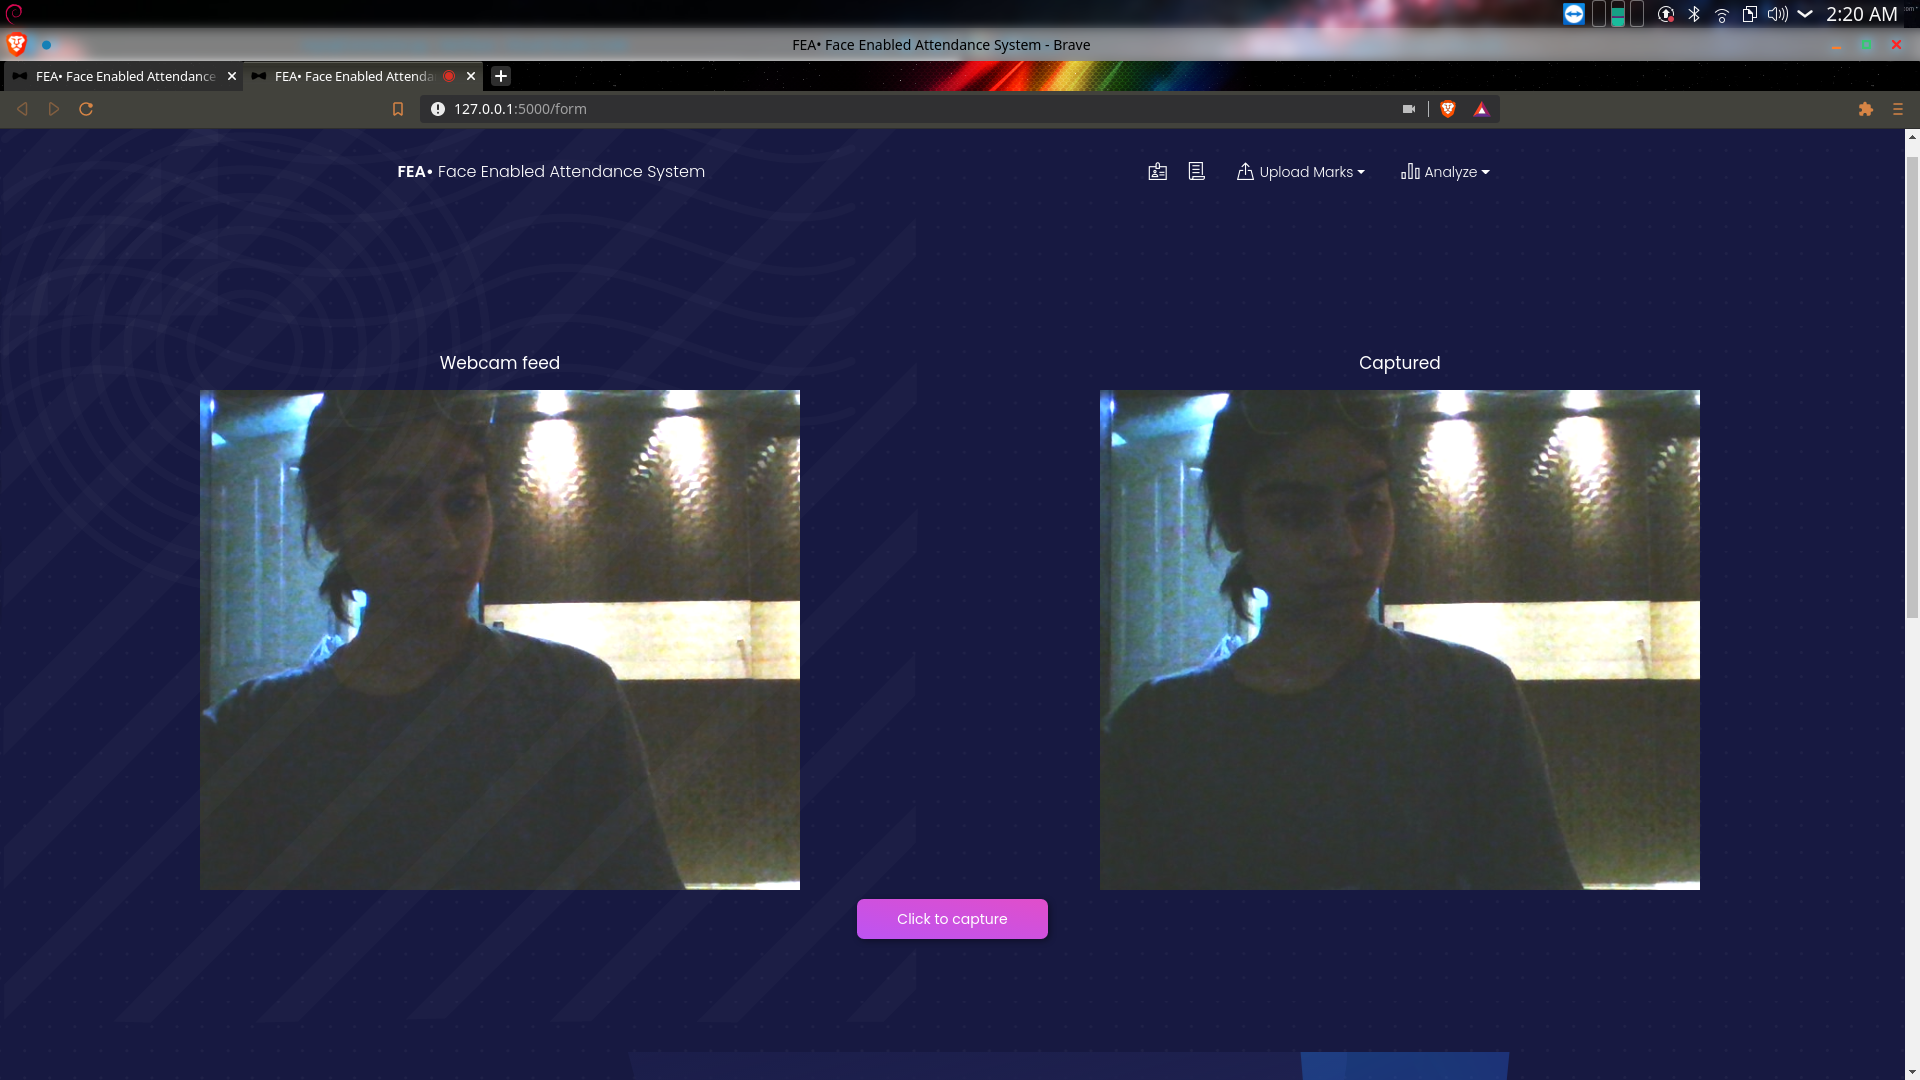 2:20 AM
FEA• Face Enabled Attendance System - Brave
FEA• Face Enabled Attendance
FEA• Face Enabled Attenda
127.0.0.1:5000/form
FEA• Face Enabled Attendance System
Upload Marks
Analyze
Webcam feed
Captured
Click to capture